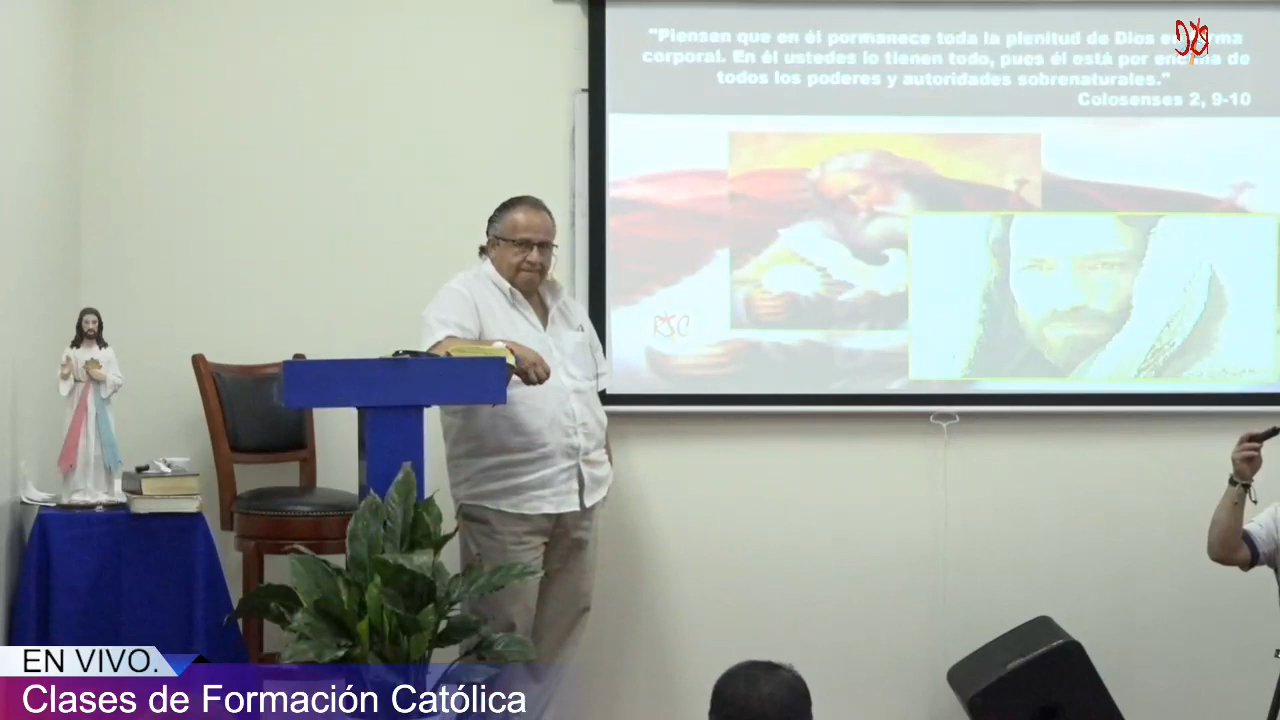 "Piensen que en él pormanece toda la plenitud de Dios en forma
corporal. En él ustedes lo tienen todo, pues él está por encima de
todos los poderes y autoridades sobrenaturales."
Colosenses 2, 9-10
RSC
EN VIVO.
Clases de Formación Católica